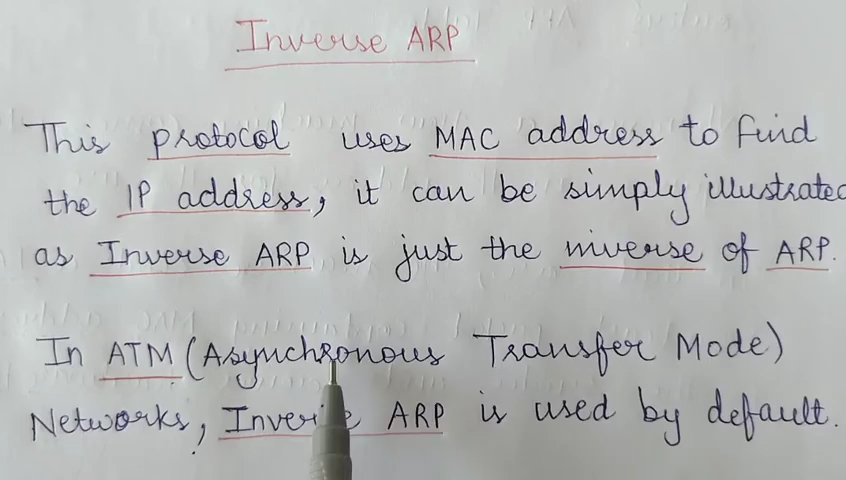 Inverse ARP
This protocol uses MAC address to find
the IP address, it can be simply illustrated
as Inverse ARP is just the inverse of ARP.
In ATM (Asynchronous Transfer Mode)
Networks, Inverse ARP is used by default.